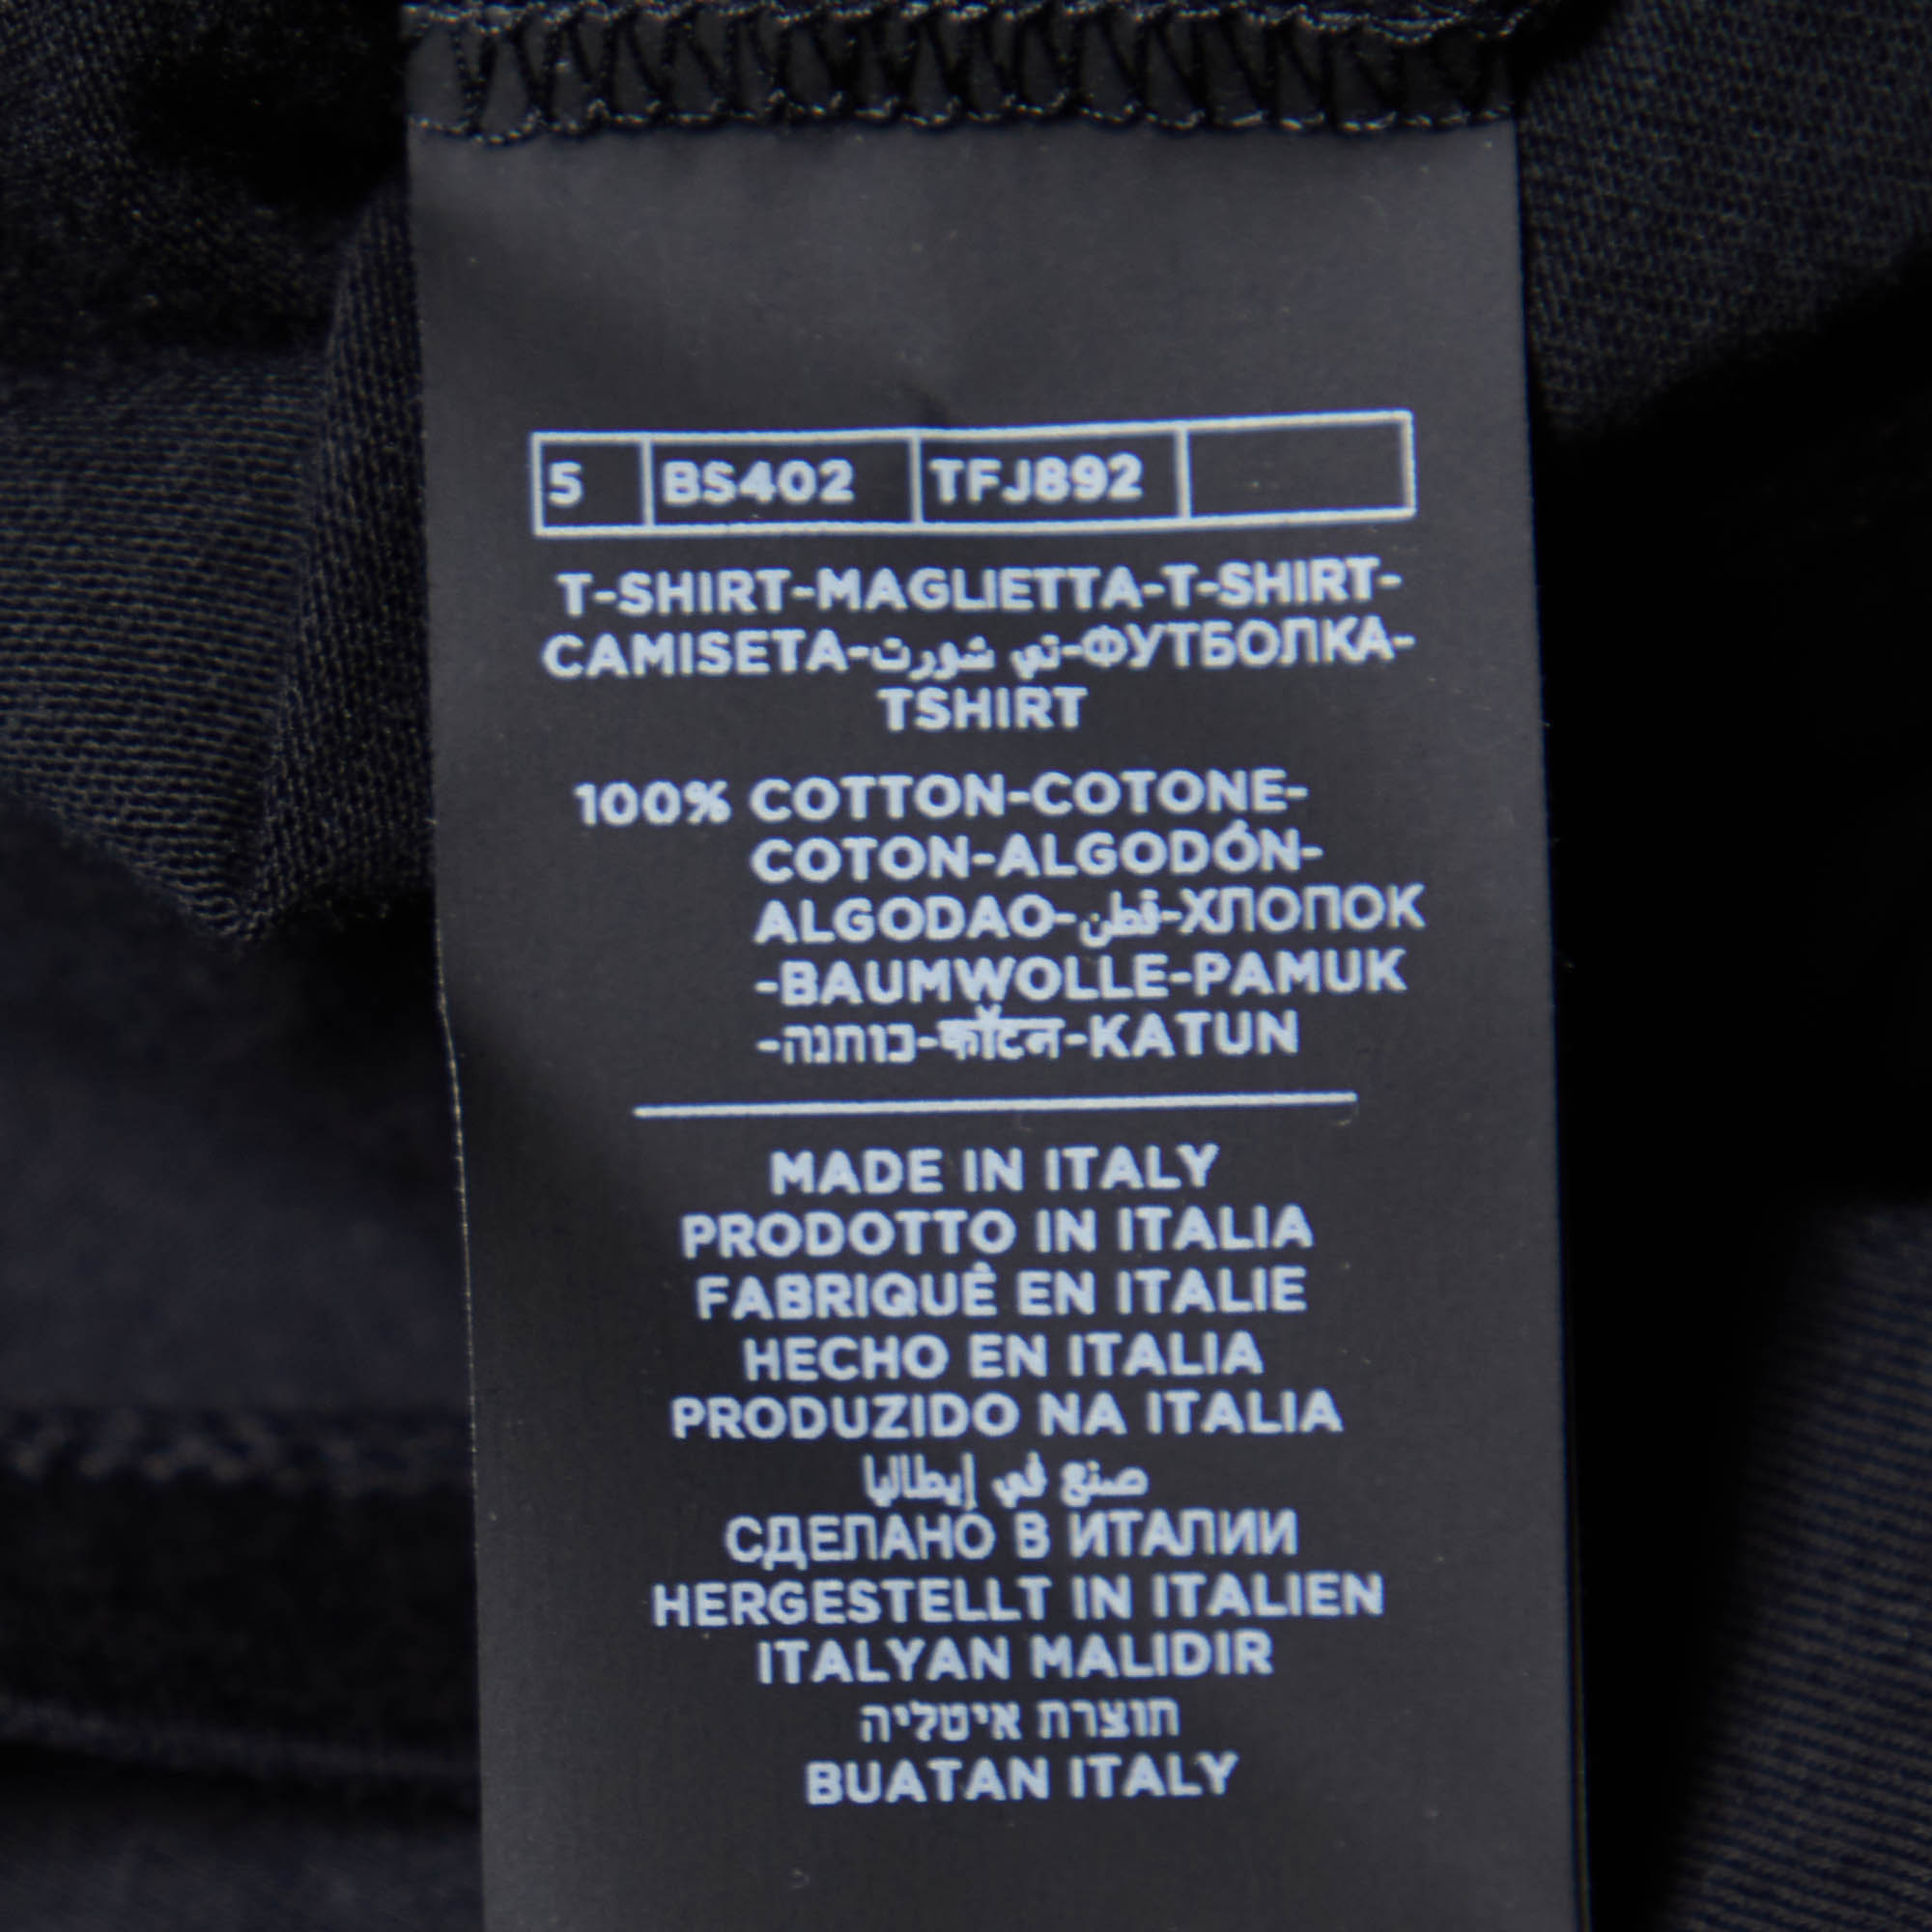 5 BS402 TFJ892
T-SHIRT-MAGLIETTA-T-SHIRT-
CAMISETA-تي شورت-ФУТБОЛКА-
TSHIRT
100% COTTON-COTONE-
COTON-ALGODÓN-
ALGODAO-قطن-ХЛОПОК
-BAUMWOLLE-PAMUK
-כותנה-कॉटन-KATUN
MADE IN ITALY
PRODOTTO IN ITALIA
FABRIQUÊ EN ITALIE
HECHO EN ITALIA
PRODUZIDO NA ITALIA
صنع في إيطاليا
СДЕЛАНО В ИТАЛИИ
HERGESTELLT IN ITALIEN
ITALYAN MALIDIR
תוצרת איטליה
BUATAN ITALY